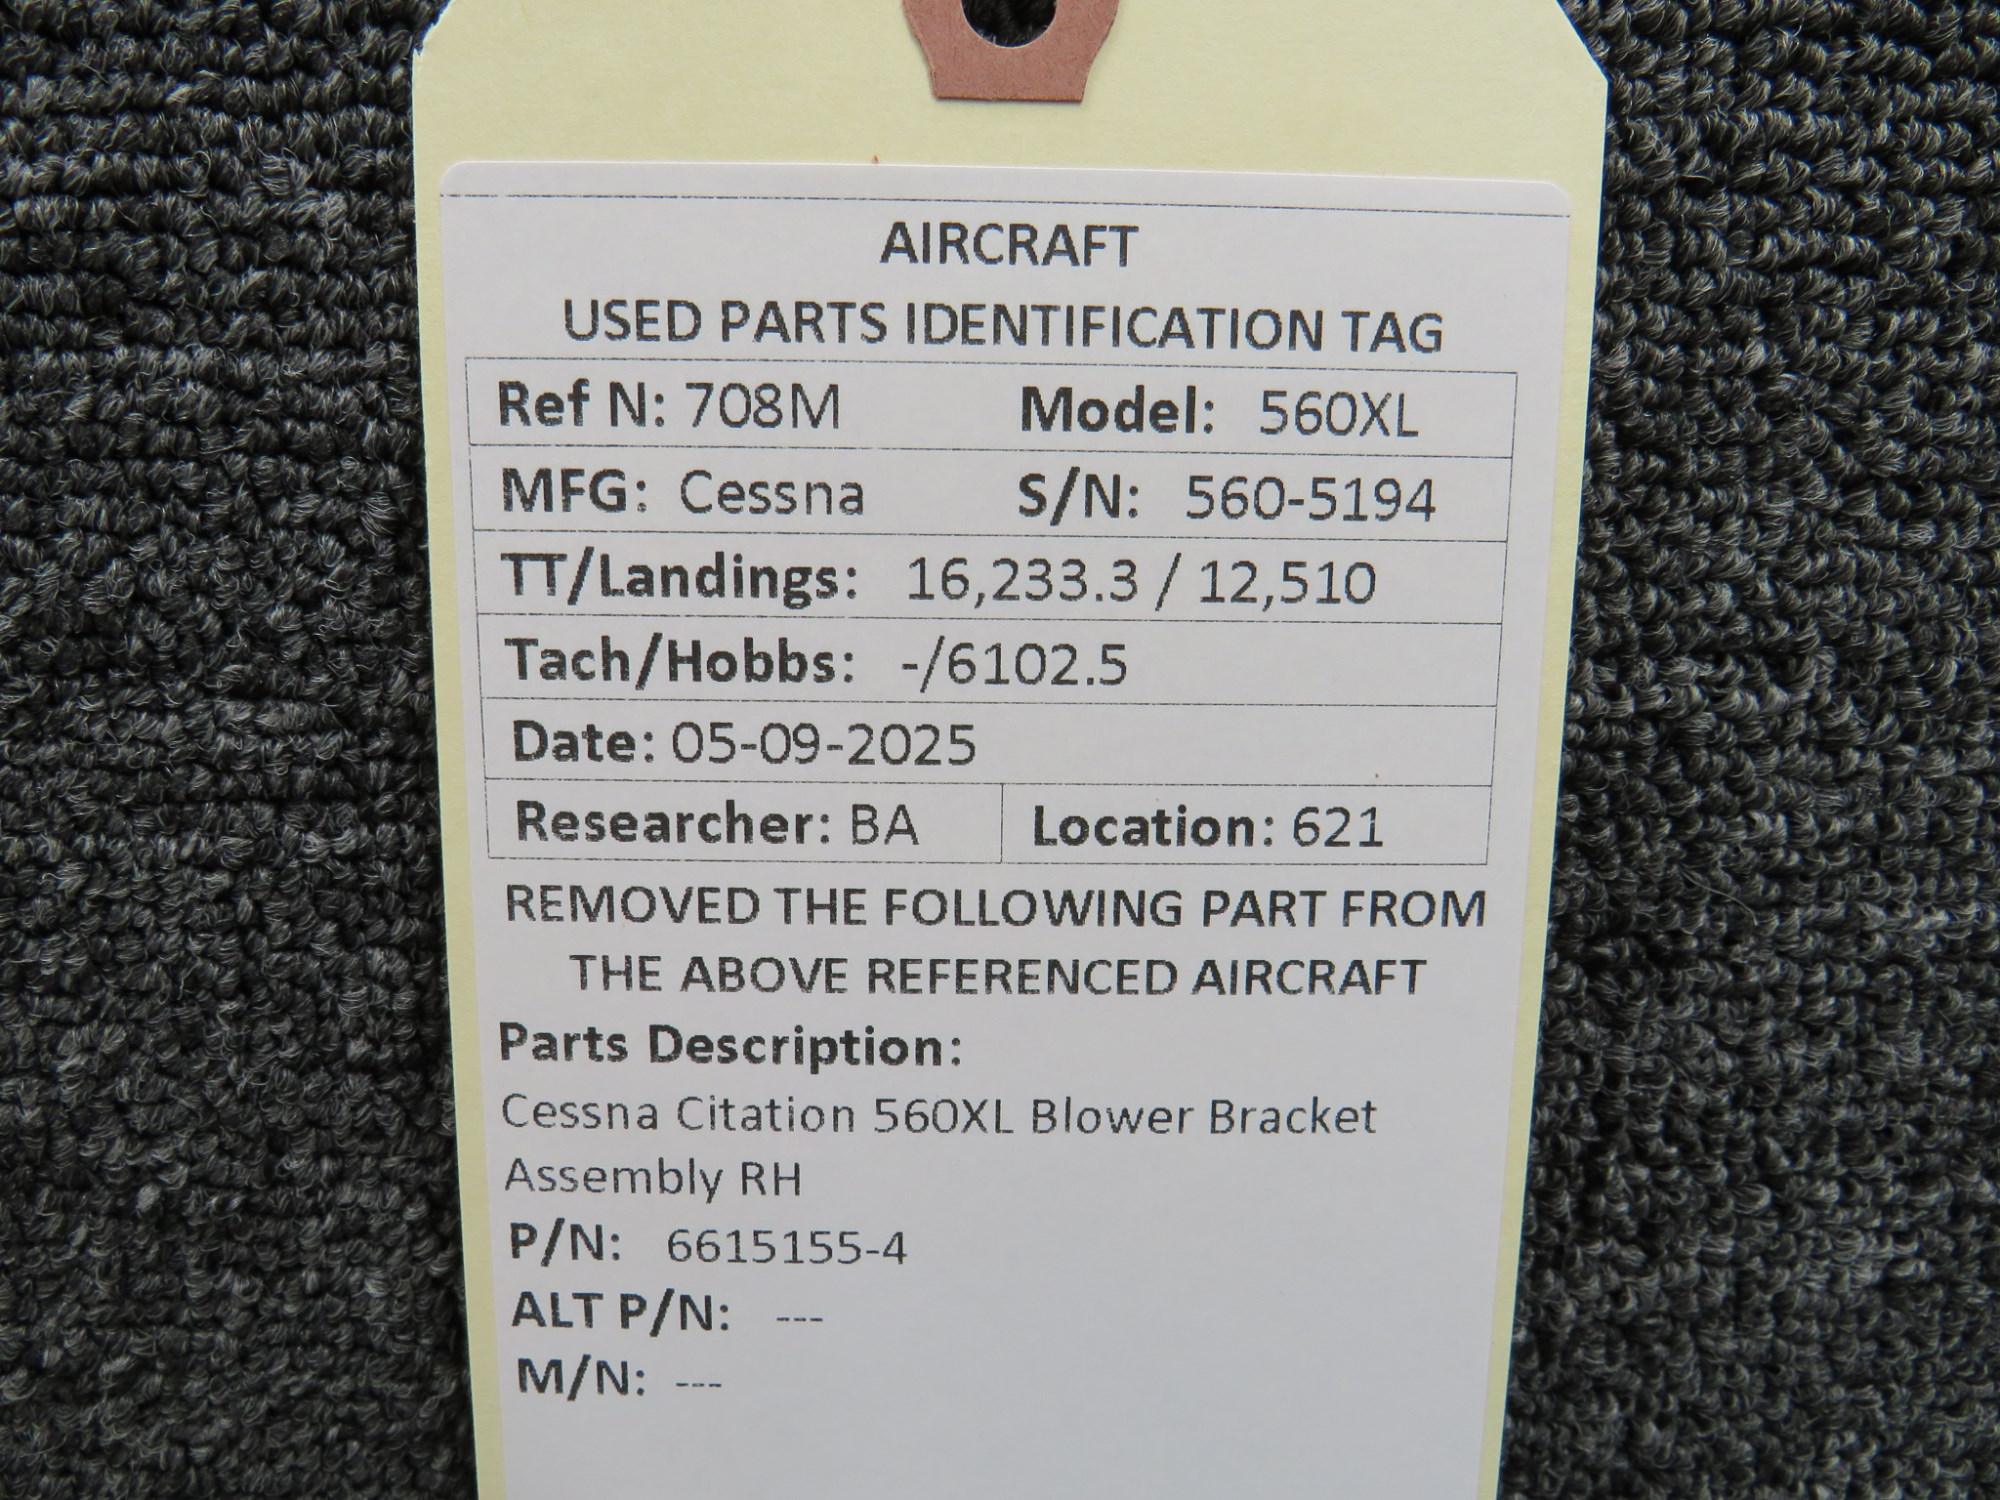 AIRCRAFT
USED PARTS IDENTIFICATION TAG
Ref N: 708M Model: 560XL
MFG: Cessna S/N: 560-5194
TT/Landings: 16,233.3 / 12,510
Tach/Hobbs: -/6102.5
Date: 05-09-2025
Researcher: BA Location: 621
REMOVED THE FOLLOWING PART FROM
THE ABOVE REFERENCED AIRCRAFT
Parts Description:
Cessna Citation 560XL Blower Bracket
Assembly RH
P/N: 6615155-4
ALT P/N: ---
M/N: ---